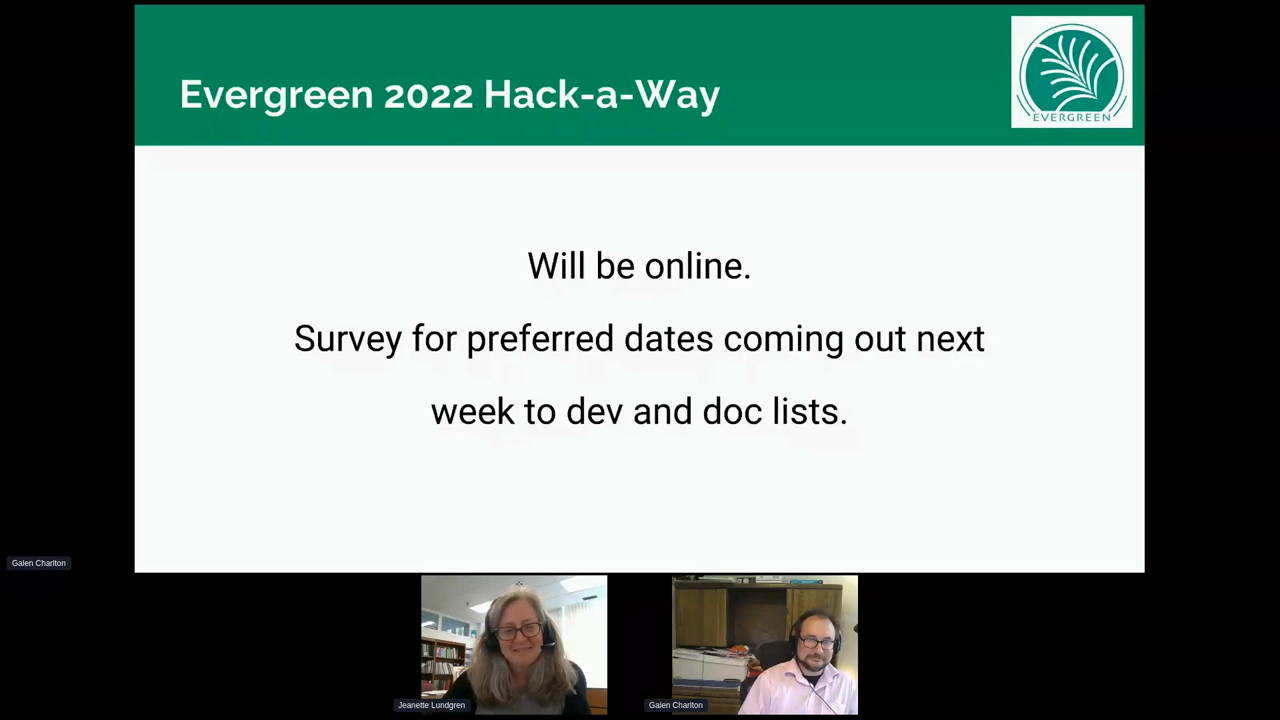 Evergreen 2022 Hack-a-Way
EVERGREEN
Will be online.
Survey for preferred dates coming out next
week to dev and doc lists.
Galen Charlton
Jeanette Lundgren
Galen Charlton